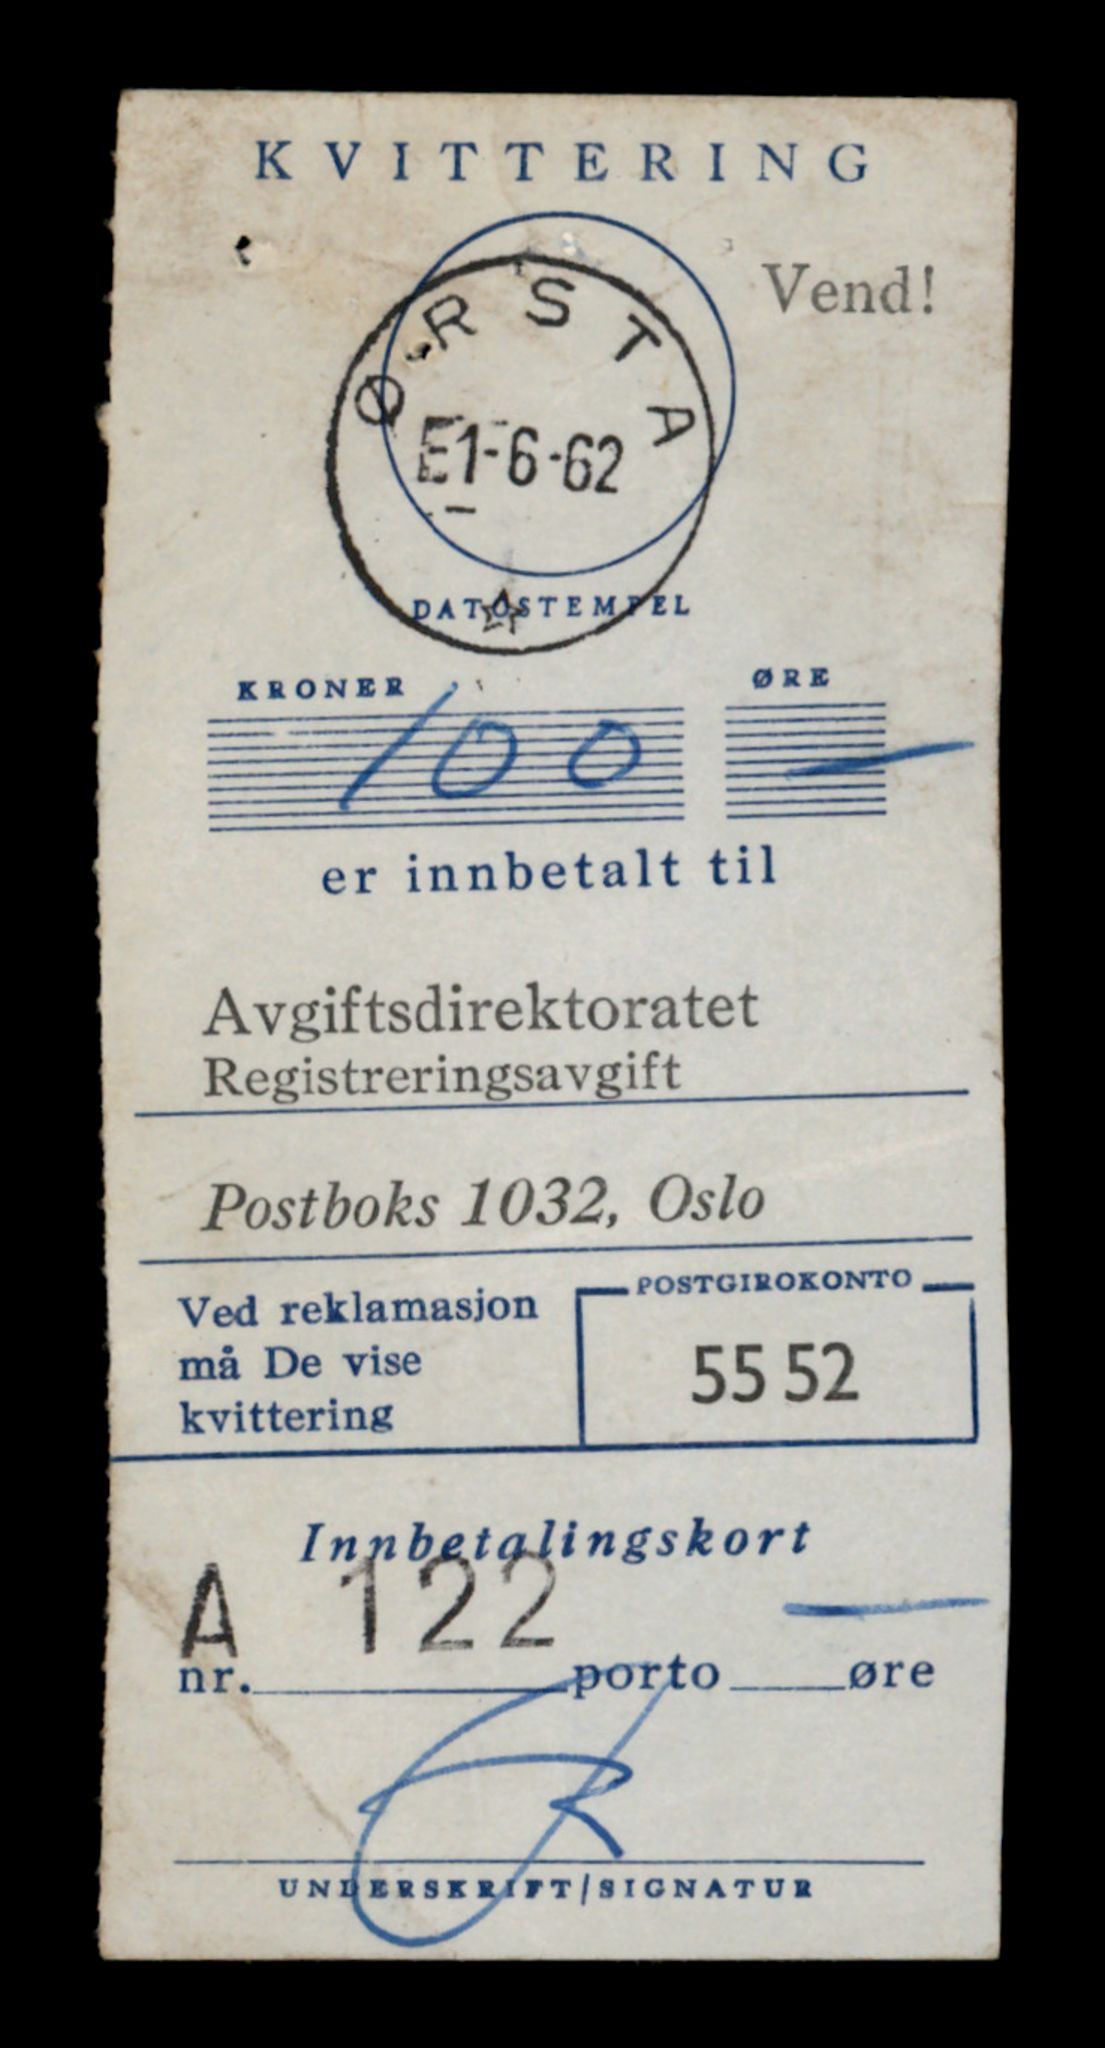 KVITTERING
Vend!
ØRSTA
E1-6-62
DATOSTEMPEL
KRONER ØRE
100 —
er innbetalt til
Avgiftsdirektoratet
Registreringsavgift
Postboks 1032, Oslo
Ved reklamasjon
må De vise
kvittering
POSTGIROKONTO
55 52
Innbetalingskort
A 122 —
nr. porto øre
UNDERSKRIFT/SIGNATUR